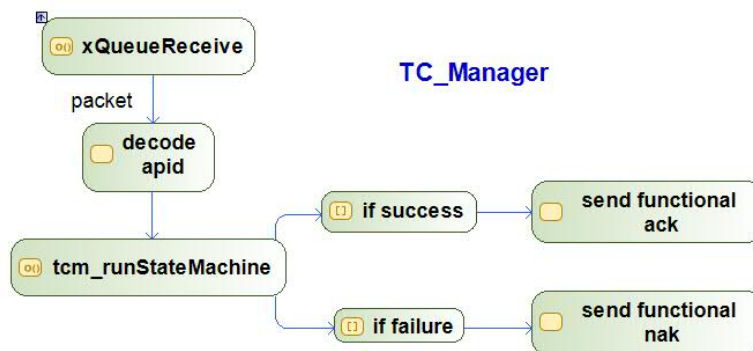 xQueueReceive
TC_Manager
packet
decode
apid
if success
send functional
ack
tcm_runStateMachine
if failure
send functional
nak